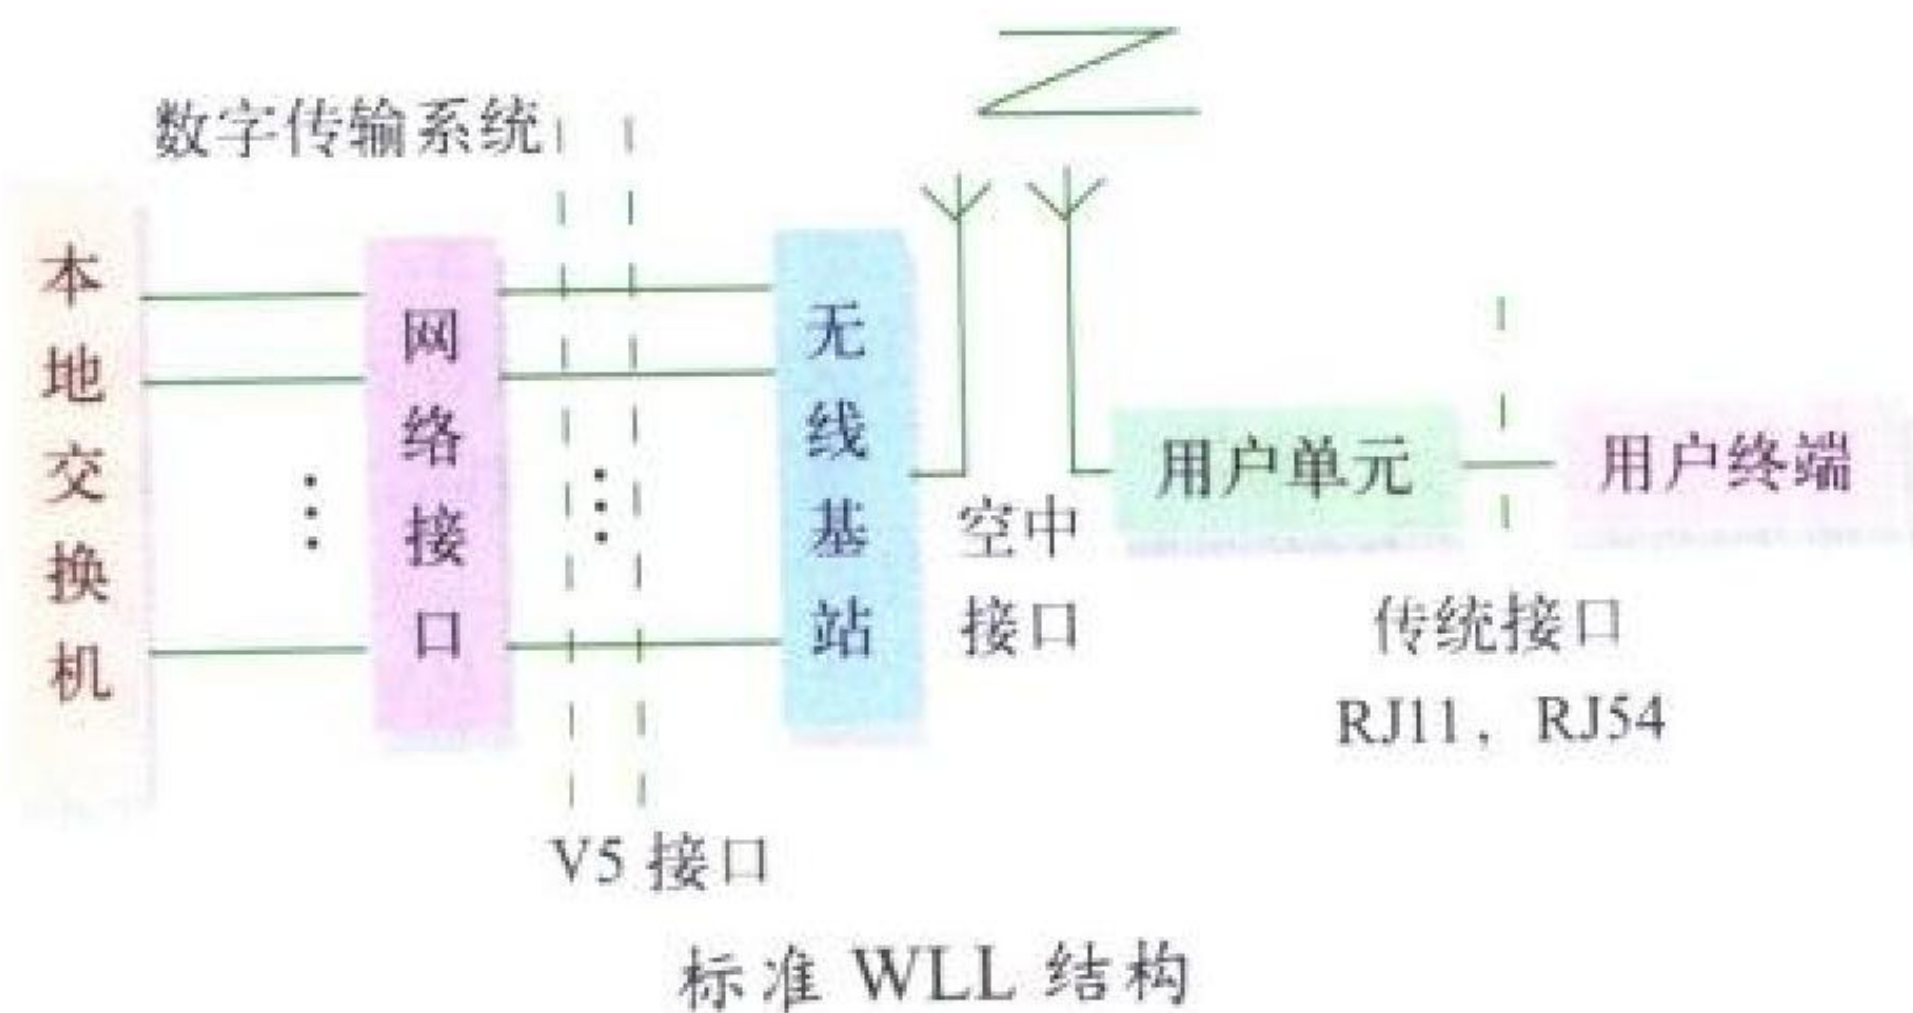 数字传输系统
本地交换机
网络接口
无线基站
空中
接口
用户单元
用户终端
传统接口
RJ11，RJ54
V5 接口
标准 WLL 结构